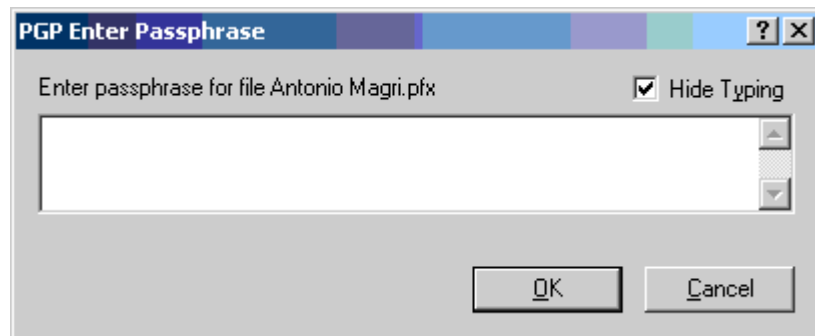 PGP Enter Passphrase
Enter passphrase for file Antonio Magri.pfx
Hide Typing
OK
Cancel